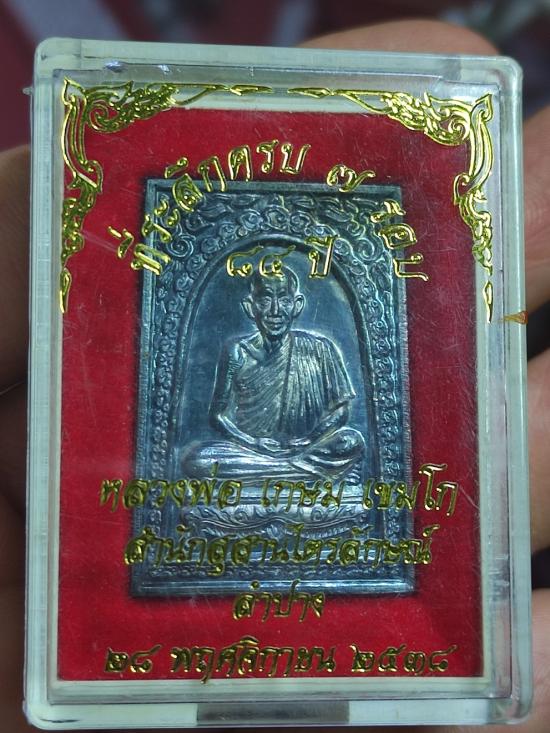 ที่ระลึกครบ ๗ รอบ
๘๔ ปี
หลวงพ่อ เกษม เขมโก
สำนักสุสานไตรลักษณ์
ลำปาง
๒๘ พฤศจิกายน ๒๕๓๘